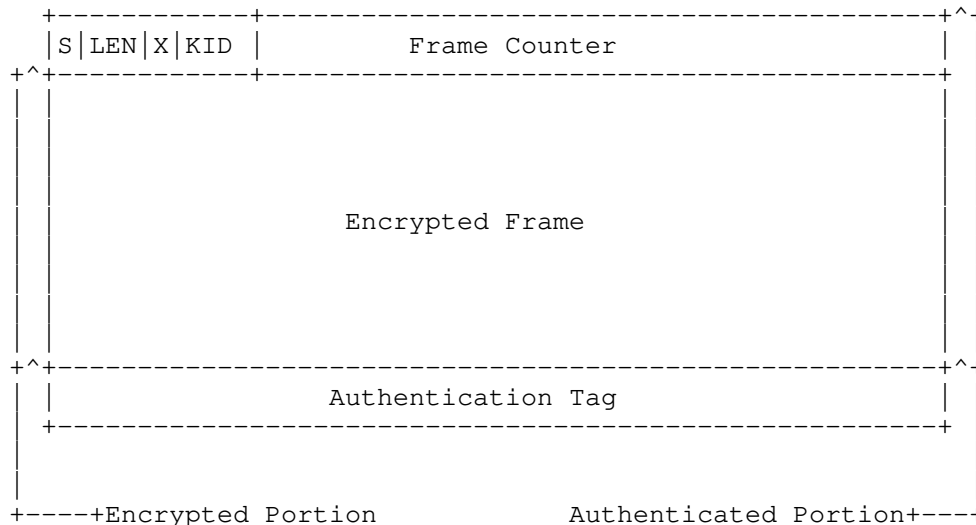 S|LEN|X|KID | Frame Counter
Encrypted Frame
Authentication Tag
Encrypted Portion Authenticated Portion